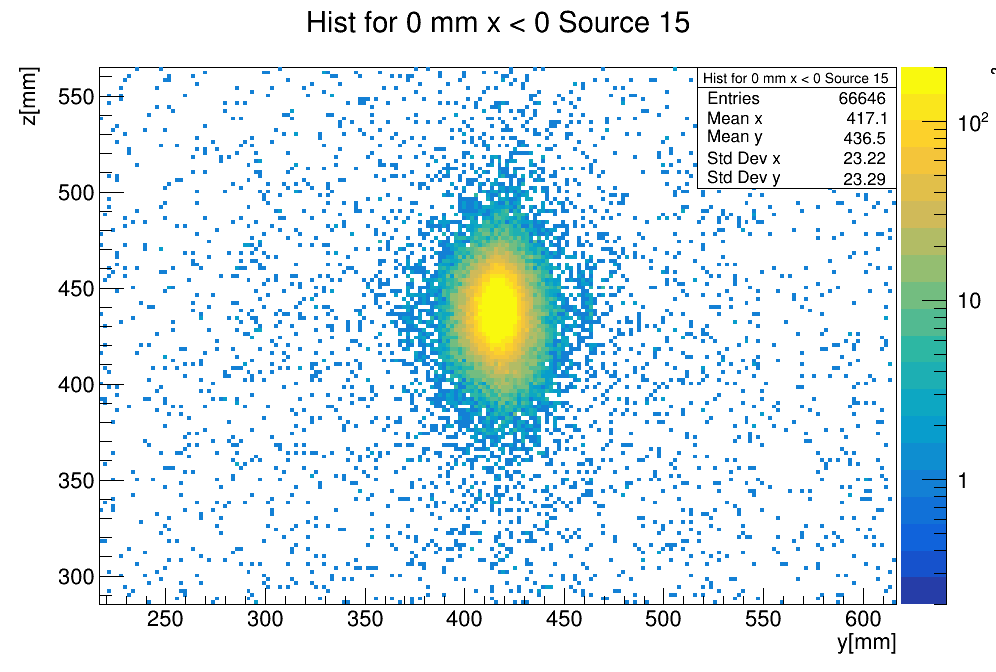 Hist for 0 mm x < 0 Source 15
z[mm]
Hist for 0 mm x < 0 Source 15
Entries 66646
Mean x 417.1
Mean y 436.5
Std Dev x 23.22
Std Dev y 23.29
550
500
450
400
350
300
250 300 350 400 450 500 550 600
y[mm]
10²
10
1